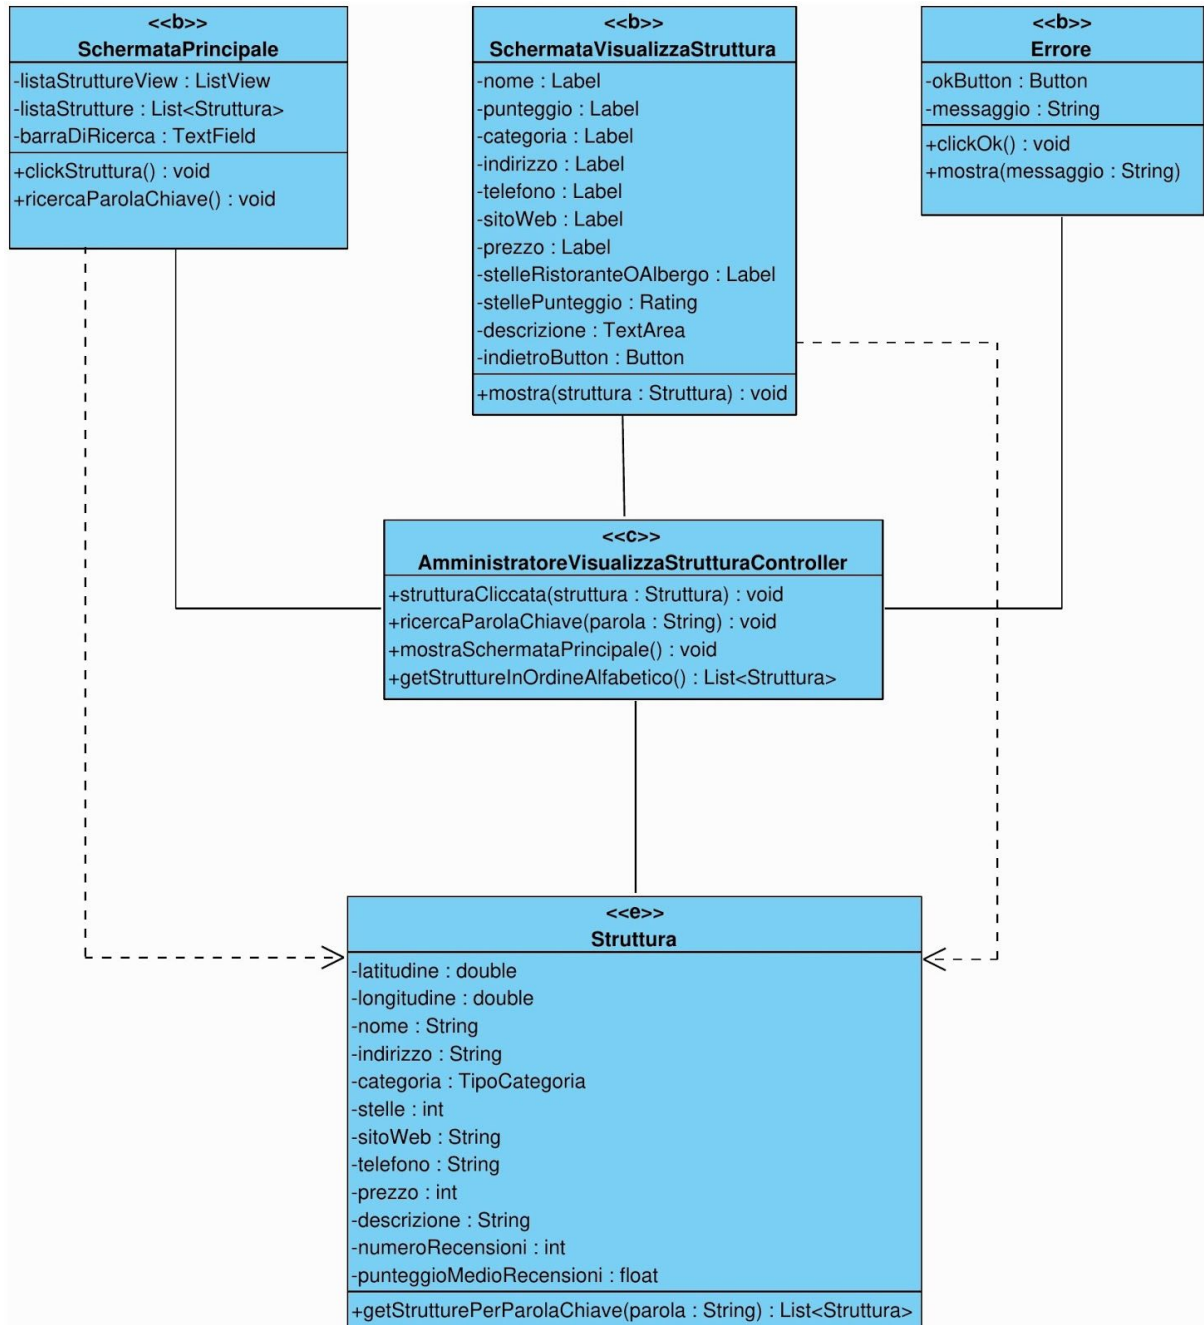 <<b>>
SchermataPrincipale
-listaStruttureView : ListView
-listaStrutture : List<Struttura>
-barraDiRicerca : TextField
+clickStruttura() : void
+ricercaParolaChiave() : void
<<b>>
SchermataVisualizzaStruttura
-nome : Label
-punteggio : Label
-categoria : Label
-indirizzo : Label
-telefono : Label
-sitoWeb : Label
-prezzo : Label
-stelleRistoranteOAlbergo : Label
-stellePunteggio : Rating
-descrizione : TextArea
-indietroButton : Button
+mostra(struttura : Struttura) : void
<<b>>
Errore
-okButton : Button
-messaggio : String
+clickOk() : void
+mostra(messaggio : String)
<<c>>
AmministratoreVisualizzaStrutturaController
+strutturaCliccata(struttura : Struttura) : void
+ricercaParolaChiave(parola : String) : void
+mostraSchermataPrincipale() : void
+getStruttureInOrdineAlfabetico() : List<Struttura>
<<e>>
Struttura
-latitudine : double
-longitudine : double
-nome : String
-indirizzo : String
-categoria : TipoCategoria
-stelle : int
-sitoWeb : String
-telefono : String
-prezzo : int
-descrizione : String
-numeroRecensioni : int
-punteggioMedioRecensioni : float
+getStrutturePerParolaChiave(parola : String) : List<Struttura>